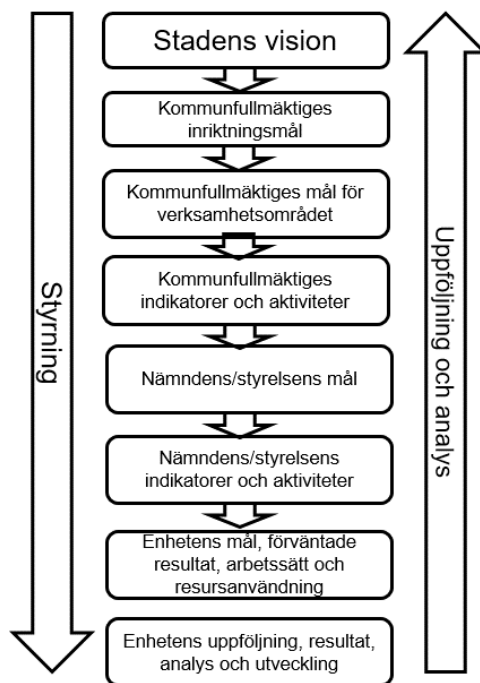 Stadens vision
Kommunfullmäktiges
inriktningsmål
Kommunfullmäktiges mål för
verksamhetsområdet
Kommunfullmäktiges
indikatorer och aktiviteter
Nämndens/styrelsens mål
Nämndens/styrelsens
indikatorer och aktiviteter
Enhetens mål, förväntade
resultat, arbetssätt och
resursanvändning
Enhetens uppföljning, resultat,
analys och utveckling
Styrning
Uppföljning och analys